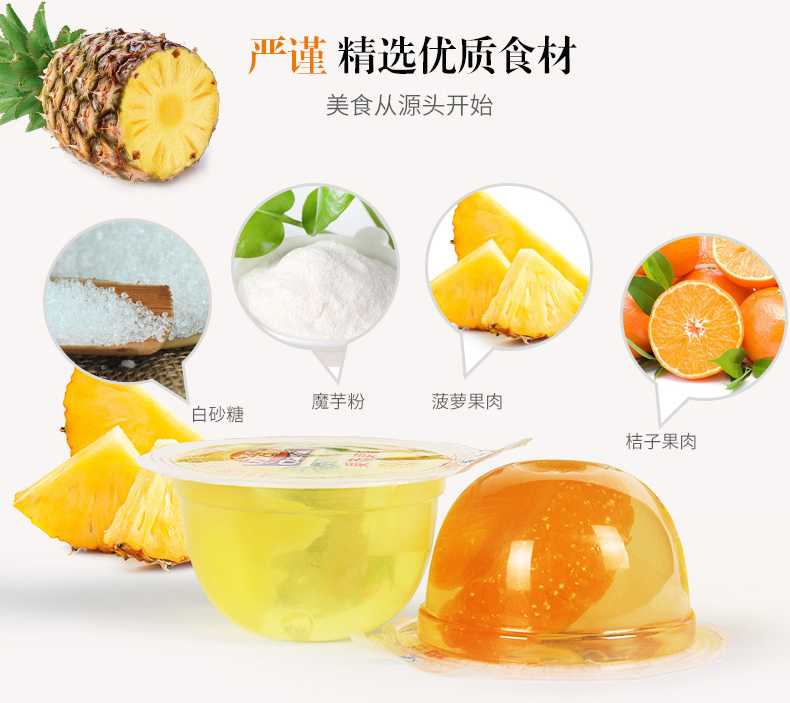 严谨 精选优质食材
美食从源头开始
白砂糖
魔芋粉
菠萝果肉
桔子果肉